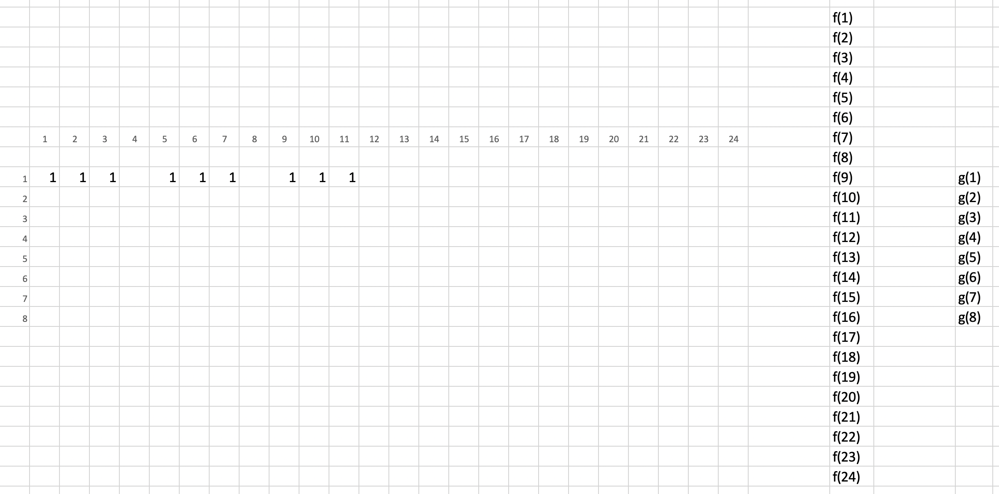 f(1)
f(2)
f(3)
f(4)
f(5)
f(6)
1 2 3 4 5 6 7 8 9 10 11 12 13 14 15 16 17 18 19 20 21 22 23 24 f(7)
f(8)
1 1 1 1 1 1 1 1 1 1 f(9) g(1)
2 f(10) g(2)
3 f(11) g(3)
4 f(12) g(4)
5 f(13) g(5)
6 f(14) g(6)
7 f(15) g(7)
8 f(16) g(8)
f(17)
f(18)
f(19)
f(20)
f(21)
f(22)
f(23)
f(24)